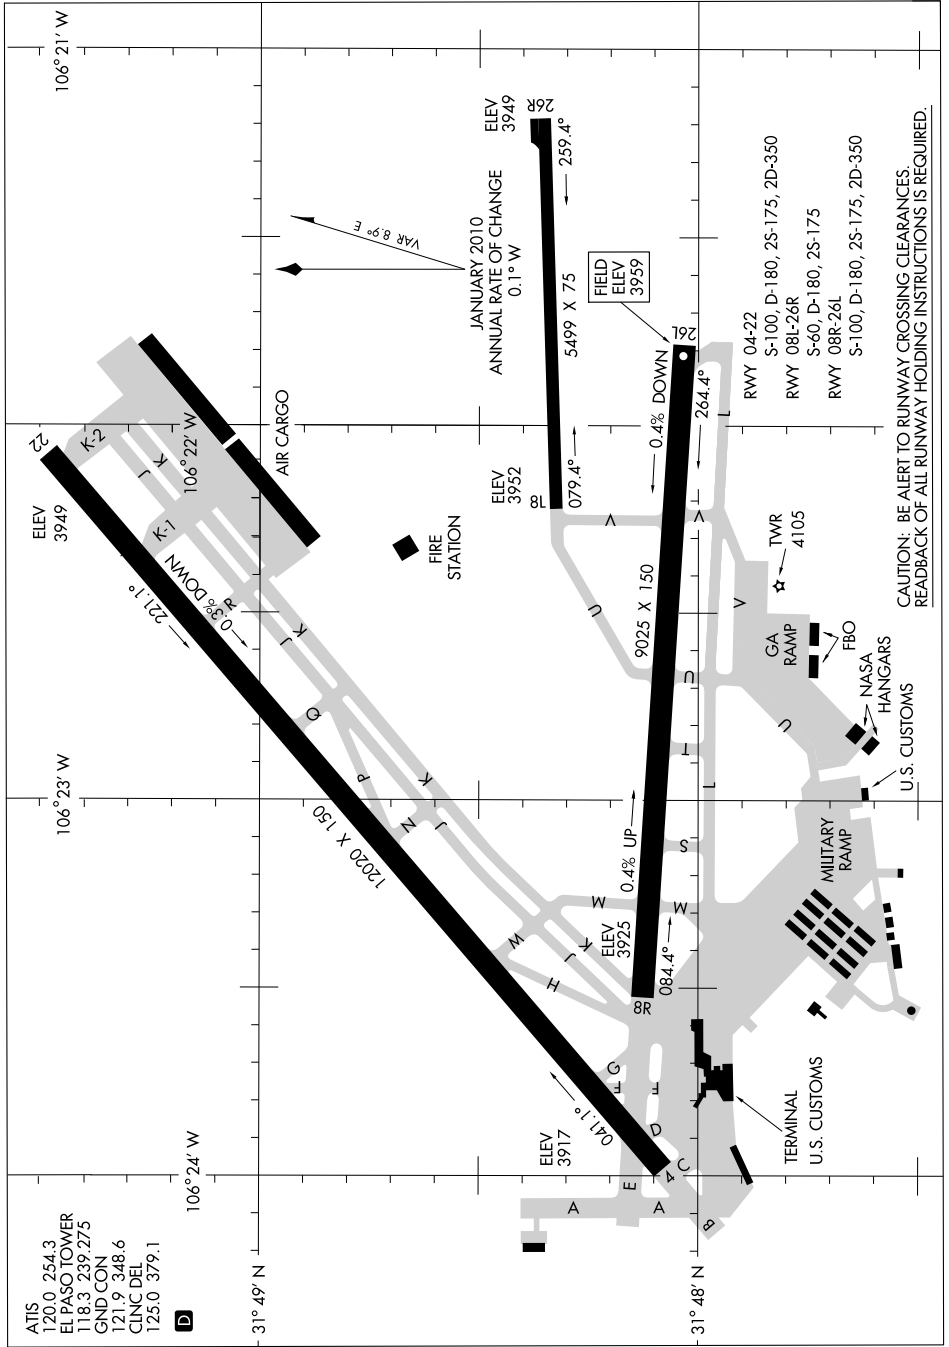 ATIS
120.0 254.3
EL PASO TOWER
118.3 239.275
GND CON
121.9 348.6
CLNC DEL
125.0 379.1
D
106° 24' W
106° 23' W
106° 22' W
106° 21' W
31° 49' N
31° 48' N
ELEV
3949
22
K-2
J
K
K-1
221.1°
0.3% DOWN
R
J
K
AIR CARGO
FIRE
STATION
Q
P
N
J
K
12020 X 150
W
H
J
K
M
041.1°
ELEV
3917
4
G
F
F
D
C
E
A
A
B
JANUARY 2010
ANNUAL RATE OF CHANGE
0.1° W
VAR 8.9° E
ELEV
3949
26R
259.4°
5499 X 75
ELEV
3952
8L
079.4°
FIELD
ELEV
3959
26L
0.4% DOWN
264.4°
V
U
9025 X 150
0.4% UP
ELEV
3925
8R
084.4°
M
S
T
U
V
L
L
V
U
TWR
4105
GA
RAMP
FBO
NASA
HANGARS
U.S. CUSTOMS
MILITARY
RAMP
TERMINAL
U.S. CUSTOMS
RWY 04-22
S-100, D-180, 2S-175, 2D-350
RWY 08L-26R
S-60, D-180, 2S-175
RWY 08R-26L
S-100, D-180, 2S-175, 2D-350
CAUTION: BE ALERT TO RUNWAY CROSSING CLEARANCES.
READBACK OF ALL RUNWAY HOLDING INSTRUCTIONS IS REQUIRED.